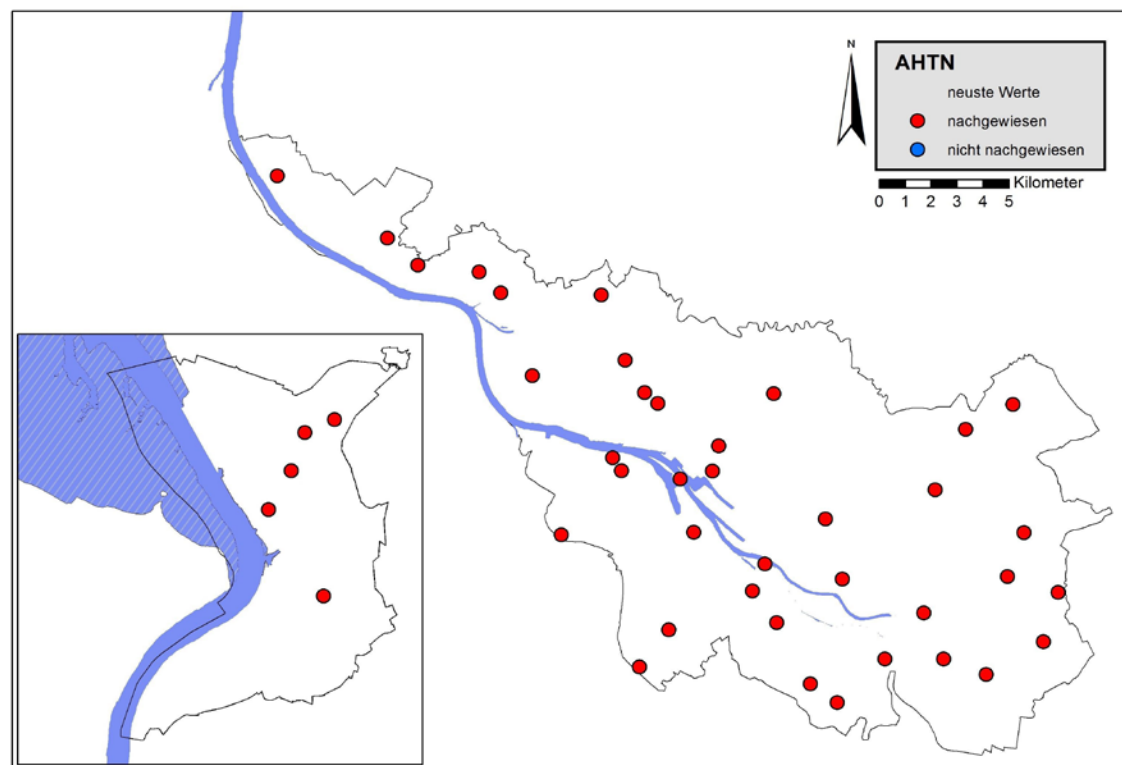 N
AHTN
neuste Werte
nachgewiesen
nicht nachgewiesen
Kilometer
0 1 2 3 4 5